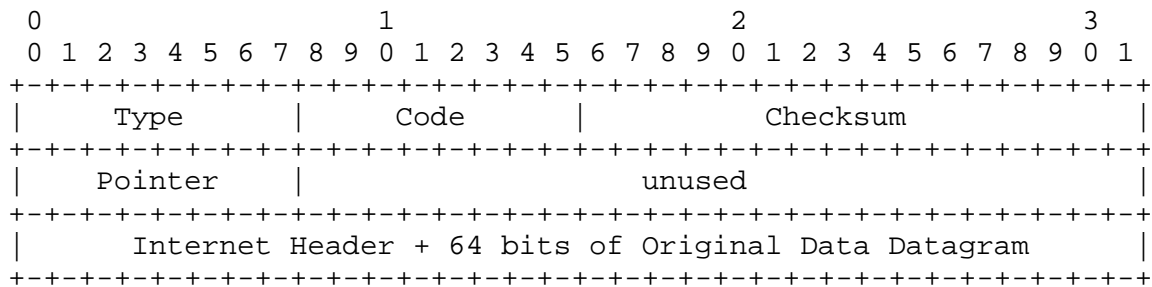 0                   1                   2                   3
 0 1 2 3 4 5 6 7 8 9 0 1 2 3 4 5 6 7 8 9 0 1 2 3 4 5 6 7 8 9 0 1
+-+-+-+-+-+-+-+-+-+-+-+-+-+-+-+-+-+-+-+-+-+-+-+-+-+-+-+-+-+-+-+-+
|     Type      |     Code      |          Checksum             |
+-+-+-+-+-+-+-+-+-+-+-+-+-+-+-+-+-+-+-+-+-+-+-+-+-+-+-+-+-+-+-+-+
|    Pointer    |                   unused                      |
+-+-+-+-+-+-+-+-+-+-+-+-+-+-+-+-+-+-+-+-+-+-+-+-+-+-+-+-+-+-+-+-+
|      Internet Header + 64 bits of Original Data Datagram      |
+-+-+-+-+-+-+-+-+-+-+-+-+-+-+-+-+-+-+-+-+-+-+-+-+-+-+-+-+-+-+-+-+